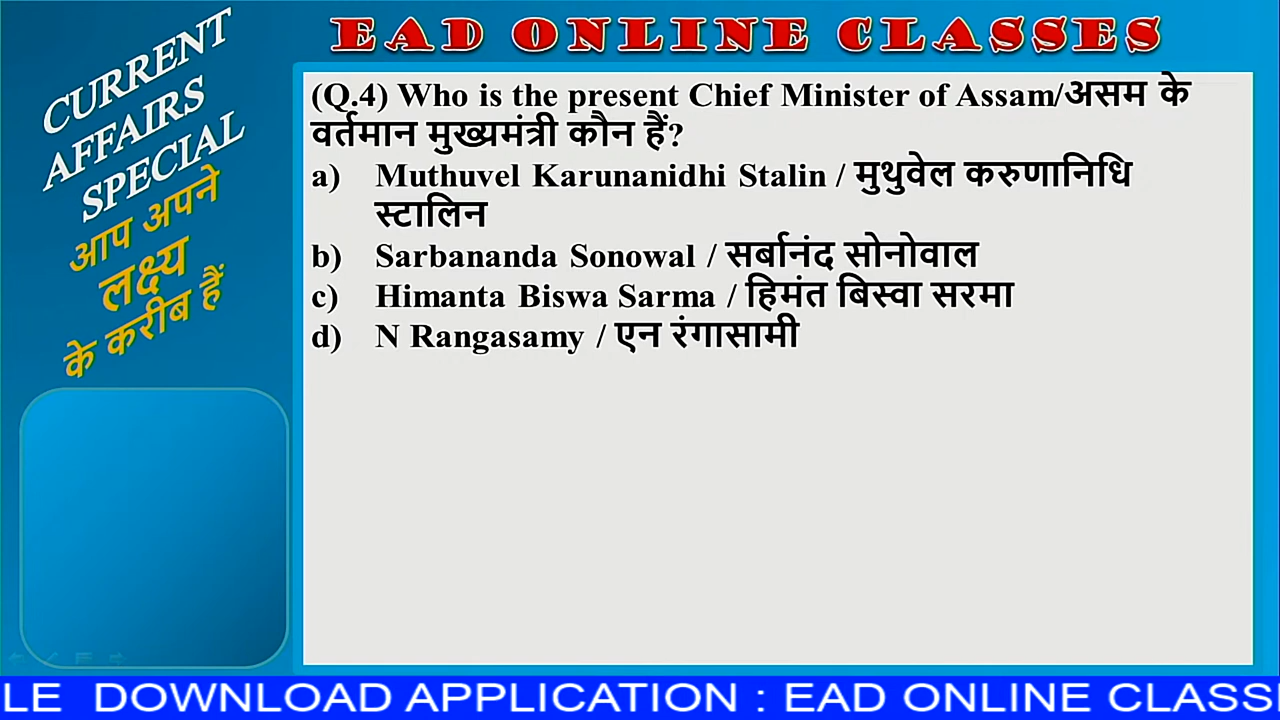 EAD ONLINE CLASSES
CURRENT
AFFAIRS
SPECIAL
आप अपने
लक्ष्य
के करीब हैं
(Q.4) Who is the present Chief Minister of Assam/असम के
वर्तमान मुख्यमंत्री कौन हैं?
a) Muthuvel Karunanidhi Stalin / मुथुवेल करुणानिधि
स्टालिन
b) Sarbananda Sonowal / सर्बानंद सोनोवाल
c) Himanta Biswa Sarma / हिमंत बिस्वा सरमा
d) N Rangasamy / एन रंगासामी
LE DOWNLOAD APPLICATION : EAD ONLINE CLASS